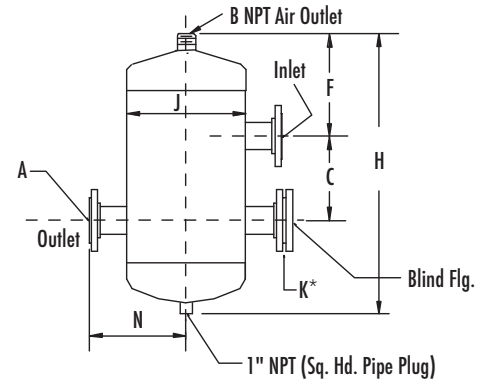 B NPT Air Outlet
Inlet
F
J
H
C
A
Outlet
K*
Blind Flg.
N
1" NPT (Sq. Hd. Pipe Plug)